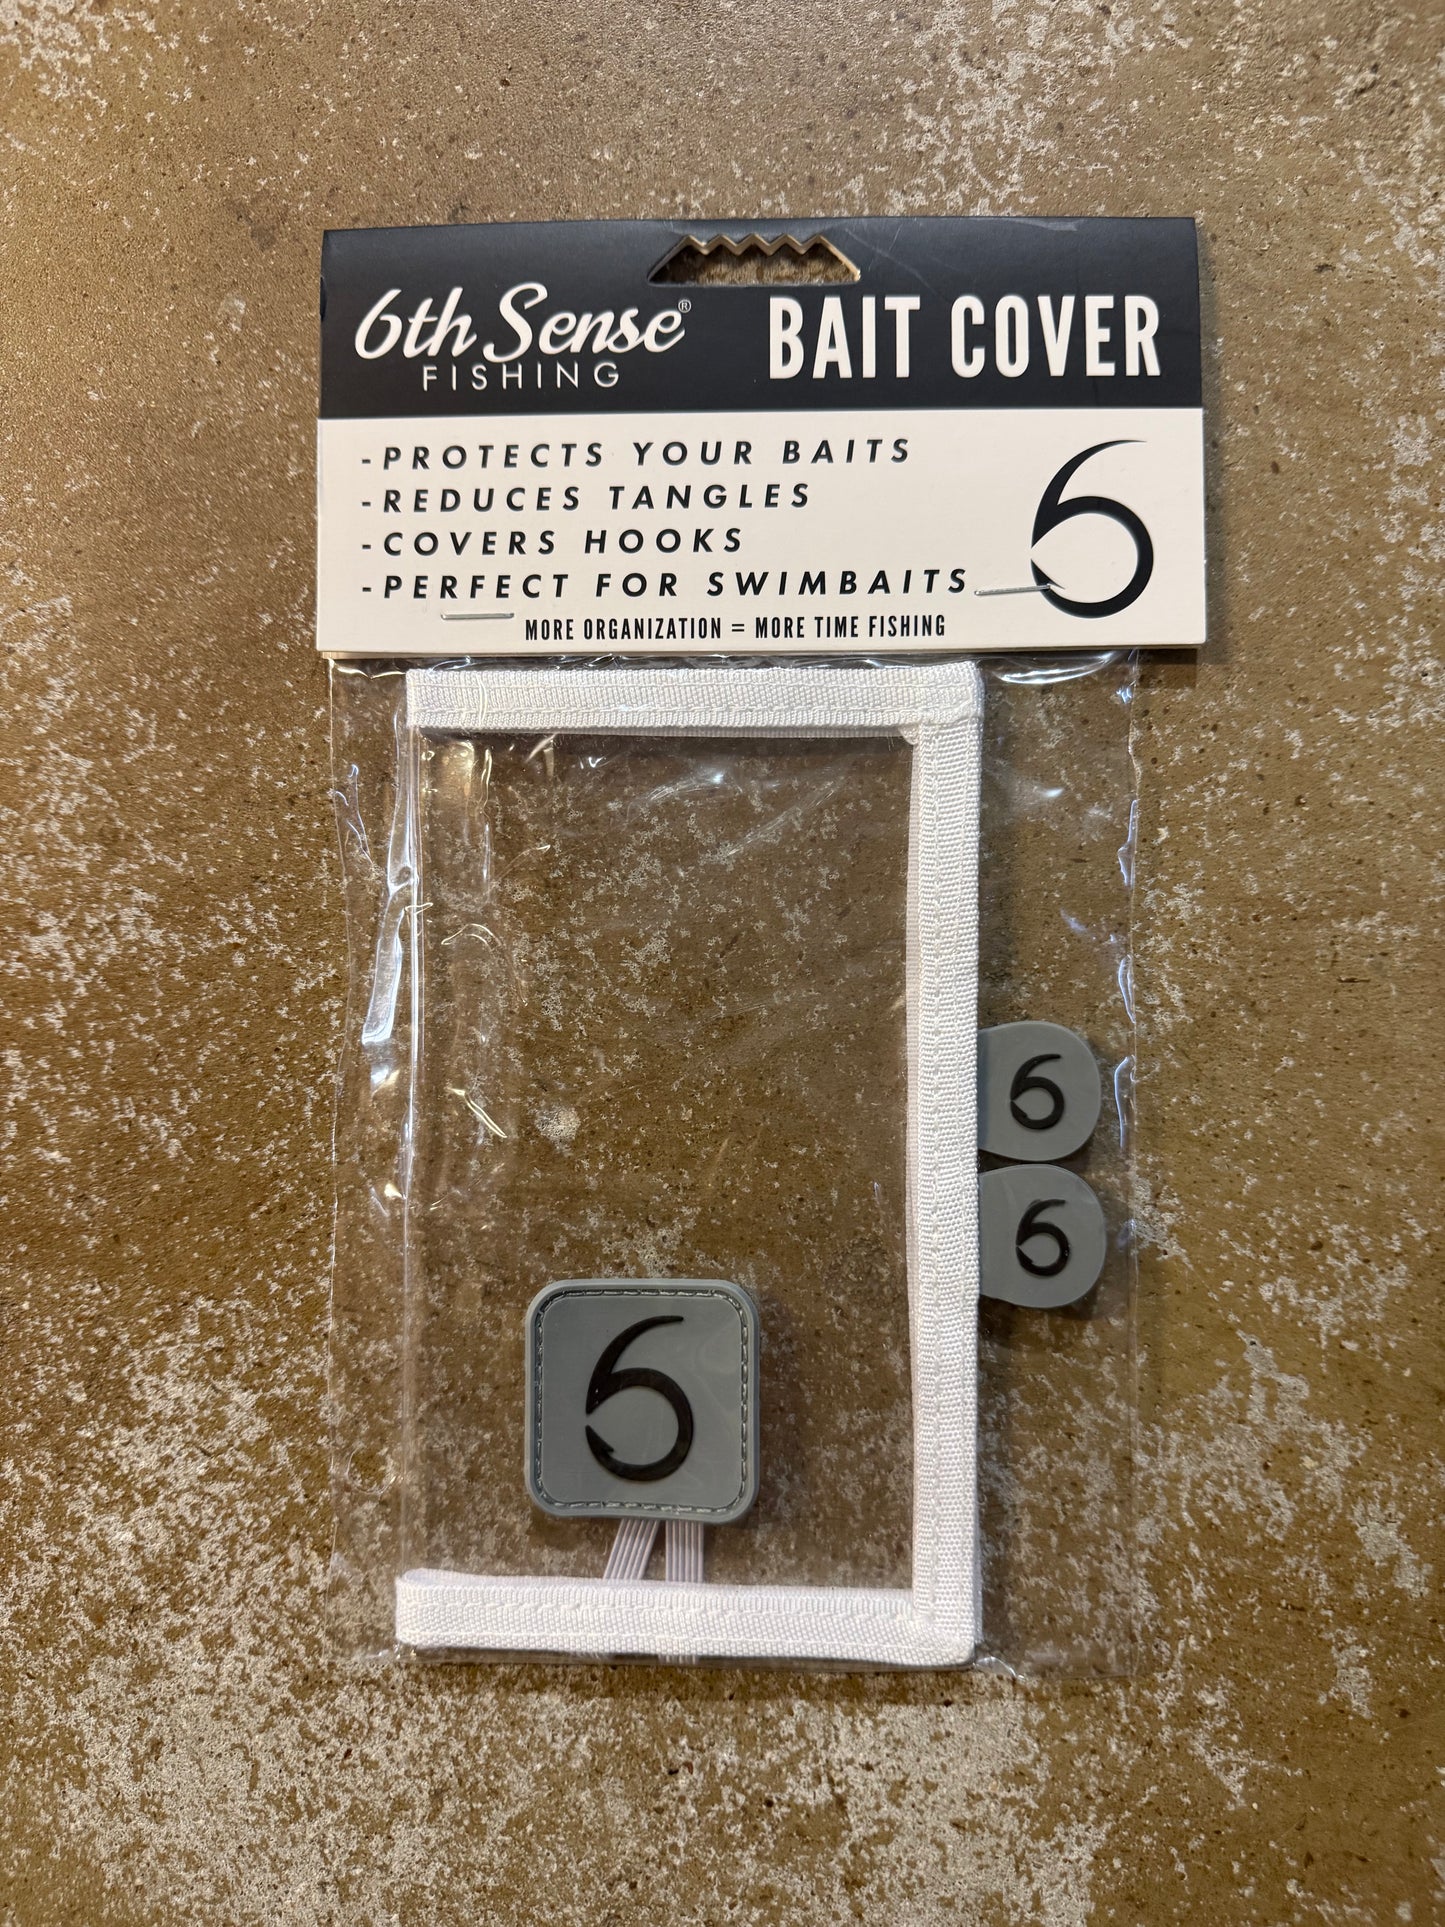 6th Sense®
FISHING
BAIT COVER
-PROTECTS YOUR BAITS
-REDUCES TANGLES
-COVERS HOOKS
-PERFECT FOR SWIMBAITS
MORE ORGANIZATION = MORE TIME FISHING
6
6
6
6